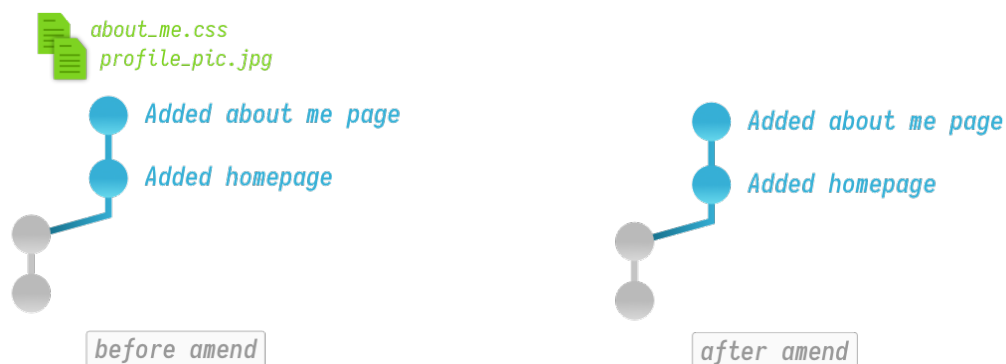 about_me.css
profile_pic.jpg
Added about me page
Added homepage
before amend
Added about me page
Added homepage
after amend